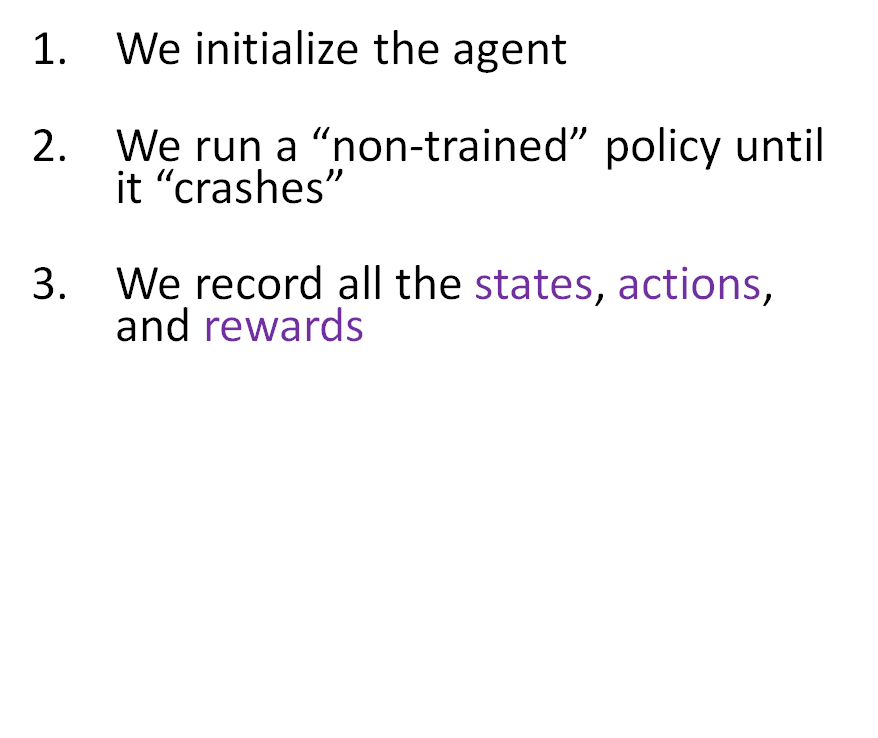 1. We initialize the agent
2. We run a “non-trained” policy until
it “crashes”
3. We record all the states, actions,
and rewards